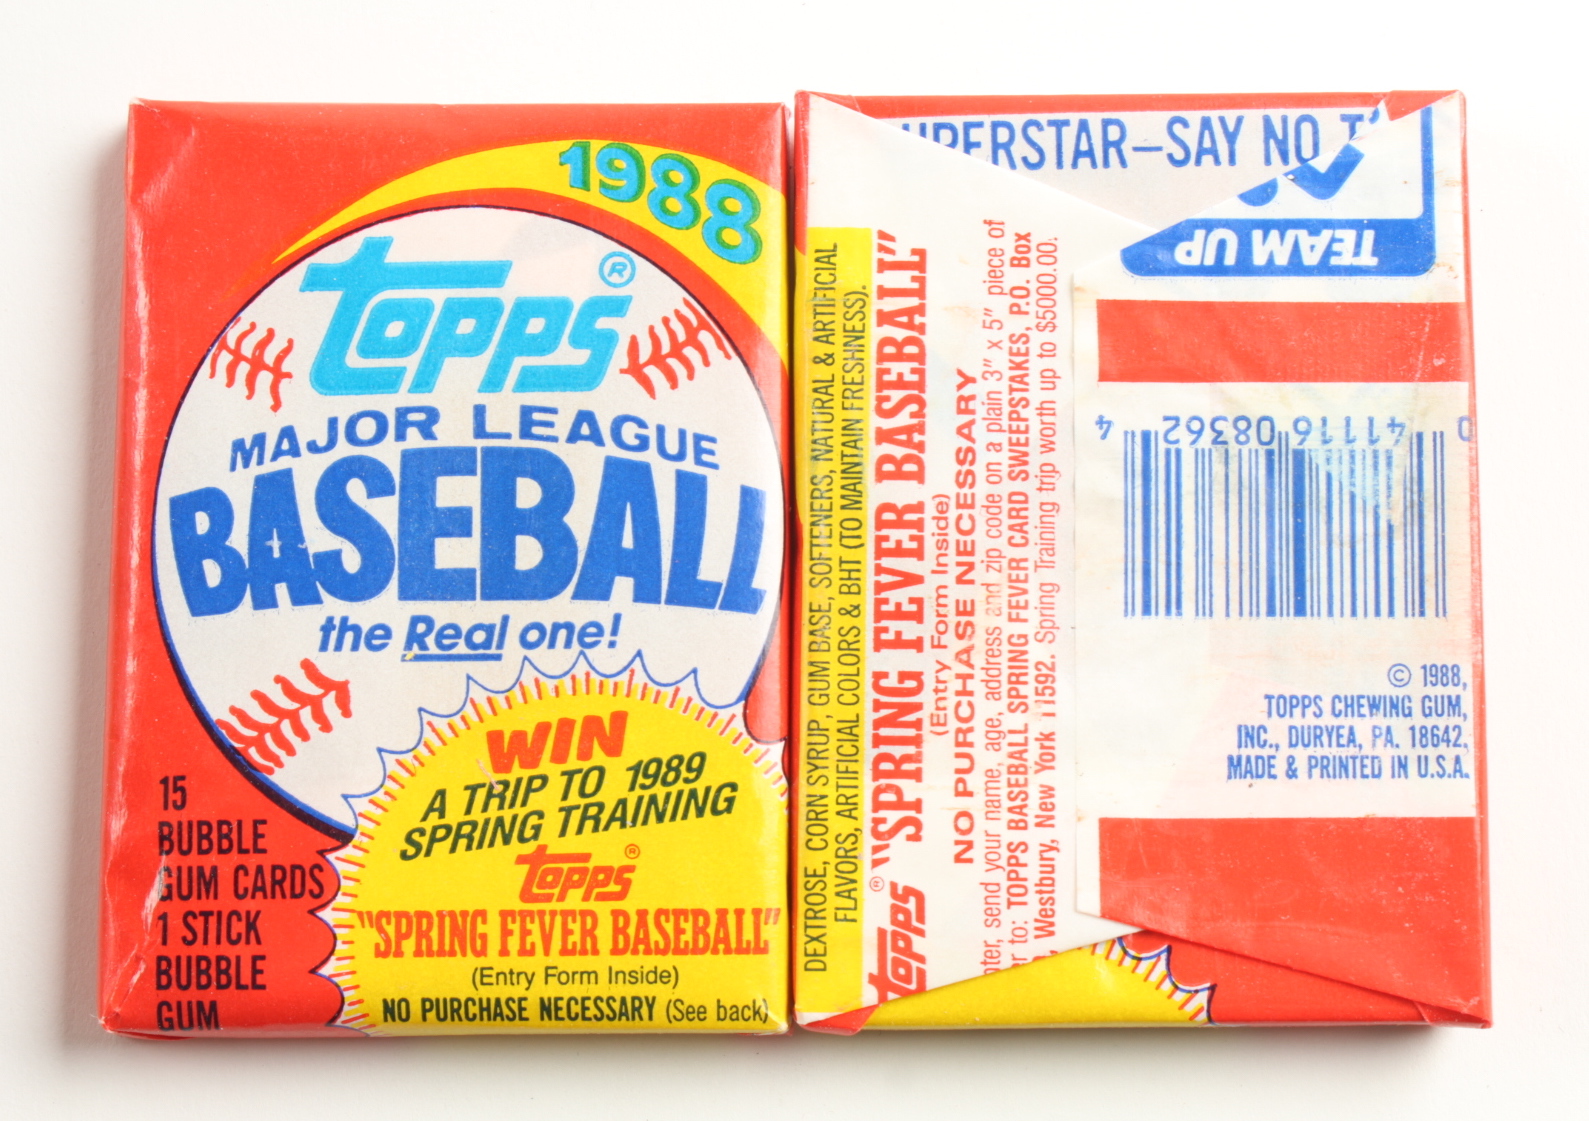 1988
Topps®
MAJOR LEAGUE
BASEBALL
the Real one!
WIN
A TRIP TO 1989
SPRING TRAINING
Topps®
"SPRING FEVER BASEBALL"
(Entry Form Inside)
NO PURCHASE NECESSARY (See back)
15
BUBBLE
GUM CARDS
1 STICK
BUBBLE
GUM
UPERSTAR—SAY NO T
TEAM UP
DEXTROSE, CORN SYRUP, GUM BASE, SOFTENERS, NATURAL & ARTIFICIAL
FLAVORS, ARTIFICIAL COLORS & BHT (TO MAINTAIN FRESHNESS).
Topps® "SPRING FEVER BASEBALL"
(Entry Form Inside)
NO PURCHASE NECESSARY
nter, send your name, age, address and zip code on a plain 3" x 5" piece of
r to: TOPPS BASEBALL SPRING FEVER CARD SWEEPSTAKES, P.O. Box
, Westbury, New York 11592. Spring Training trip worth up to $5000.00.
0 41116 08362 4
© 1988,
TOPPS CHEWING GUM,
INC., DURYEA, PA. 18642,
MADE & PRINTED IN U.S.A.